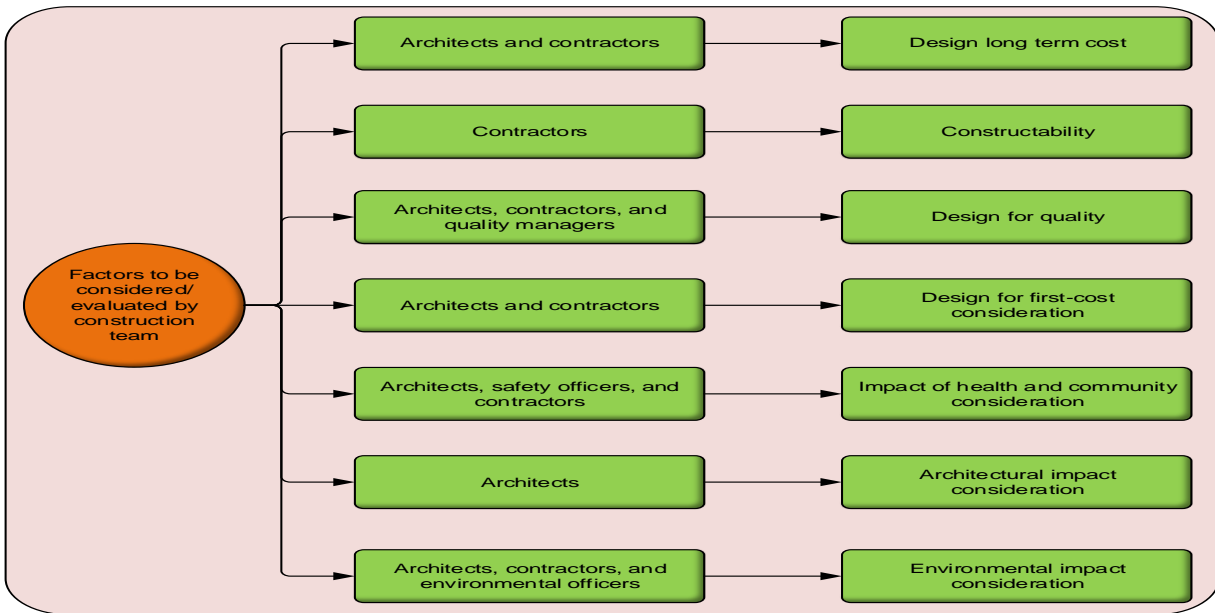 Architects and contractors
Design long term cost
Contractors
Constructability
Architects, contractors, and
quality managers
Design for quality
Factors to be
considered/
evaluated by
construction
team
Architects and contractors
Design for first-cost
consideration
Architects, safety officers, and
contractors
Impact of health and community
consideration
Architects
Architectural impact
consideration
Architects, contractors, and
environmental officers
Environmental impact
consideration